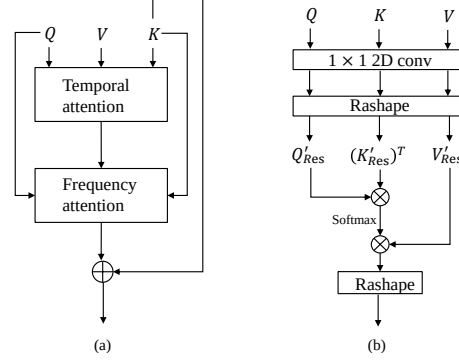 Q V K
Temporal
attention
Frequency
attention
(a)
Q K V
1 × 1 2D conv
Rashape
Q′Res (K′Res)ᵀ V′Res
Softmax
Rashape
(b)